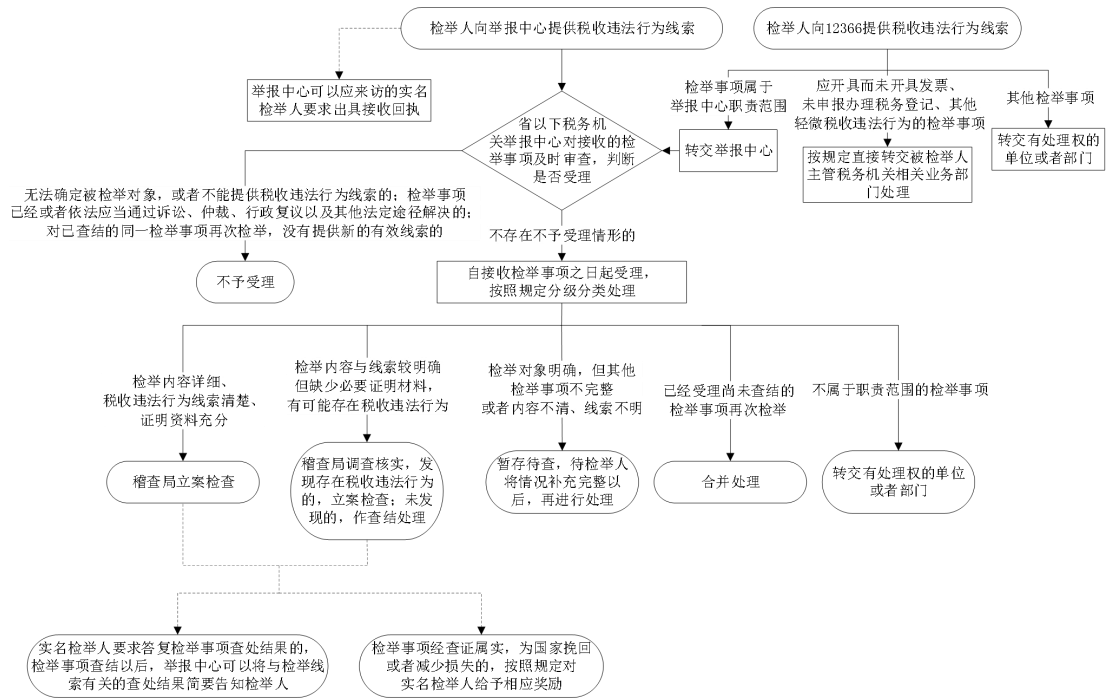 检举人向举报中心提供税收违法行为线索
检举人向12366提供税收违法行为线索
举报中心可以应来访的实名
检举人要求出具接收回执
检举事项属于
举报中心职责范围
应开具而未开具发票、
未申报办理税务登记、其他
轻微税收违法行为的检举事项
其他检举事项
省以下税务机
关举报中心对接收的检
举事项及时审查，判断
是否受理
转交举报中心
按规定直接转交被检举人
主管税务机关相关业务部
门处理
转交有处理权的
单位或者部门
无法确定被检举对象，或者不能提供税收违法行为线索的；检举事项
已经或者依法应当通过诉讼、仲裁、行政复议以及其他法定途径解决的；
对已查结的同一检举事项再次检举，没有提供新的有效线索的
不存在不予受理情形的
不予受理
自接收检举事项之日起受理，
按照规定分级分类处理
检举内容详细、
税收违法行为线索清楚、
证明资料充分
检举内容与线索较明确
但缺少必要证明材料，
有可能存在税收违法行为
检举对象明确，但其他
检举事项不完整
或者内容不清、线索不明
已经受理尚未查结的
检举事项再次检举
不属于职责范围的检举事项
稽查局立案检查
稽查局调查核实，发
现存在税收违法行为
的，立案检查；未发
现的，作查结处理
暂存待查，待检举人
将情况补充完整以
后，再进行处理
合并处理
转交有处理权的单位
或者部门
实名检举人要求答复检举事项查处结果的，
检举事项查结以后，举报中心可以将与检举线
索有关的查处结果简要告知检举人
检举事项经查证属实，为国家挽回
或者减少损失的，按照规定对
实名检举人给予相应奖励